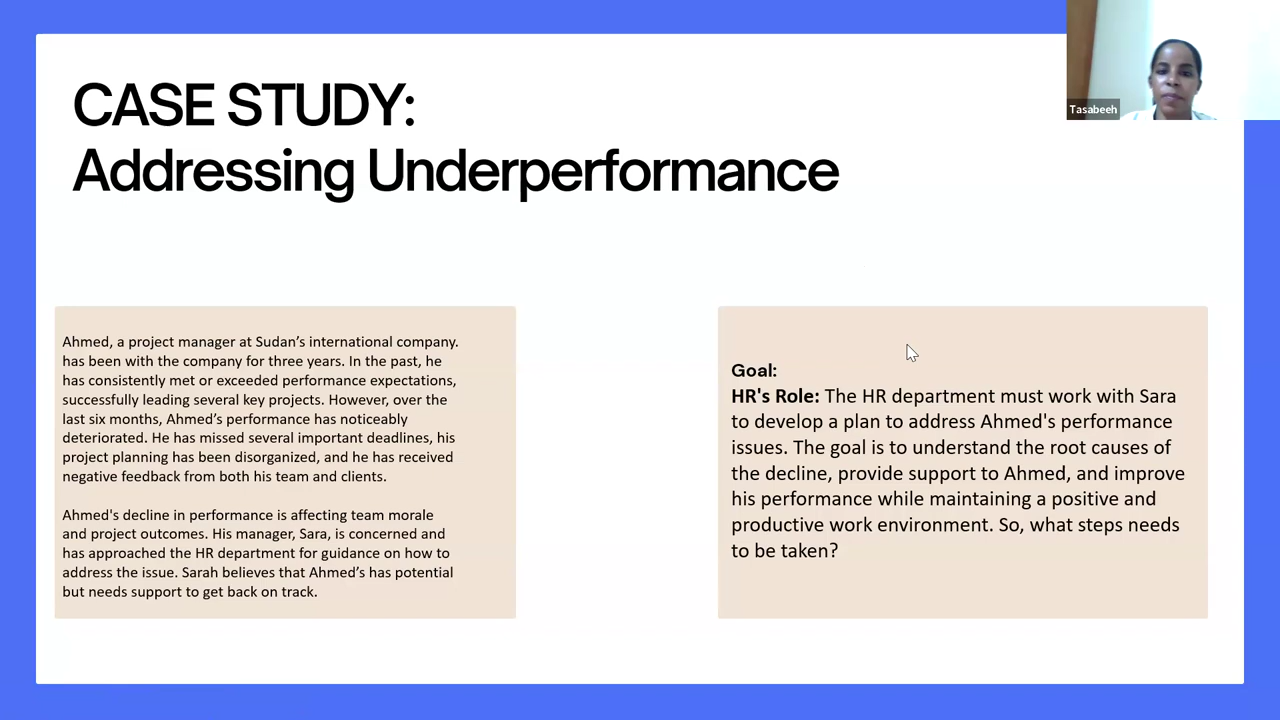 CASE STUDY:
Addressing Underperformance
Tasabeeh
Ahmed, a project manager at Sudan’s international company.
has been with the company for three years. In the past, he
has consistently met or exceeded performance expectations,
successfully leading several key projects. However, over the
last six months, Ahmed’s performance has noticeably
deteriorated. He has missed several important deadlines, his
project planning has been disorganized, and he has received
negative feedback from both his team and clients.
Ahmed's decline in performance is affecting team morale
and project outcomes. His manager, Sara, is concerned and
has approached the HR department for guidance on how to
address the issue. Sarah believes that Ahmed’s has potential
but needs support to get back on track.
Goal:
HR's Role: The HR department must work with Sara
to develop a plan to address Ahmed's performance
issues. The goal is to understand the root causes of
the decline, provide support to Ahmed, and improve
his performance while maintaining a positive and
productive work environment. So, what steps needs
to be taken?